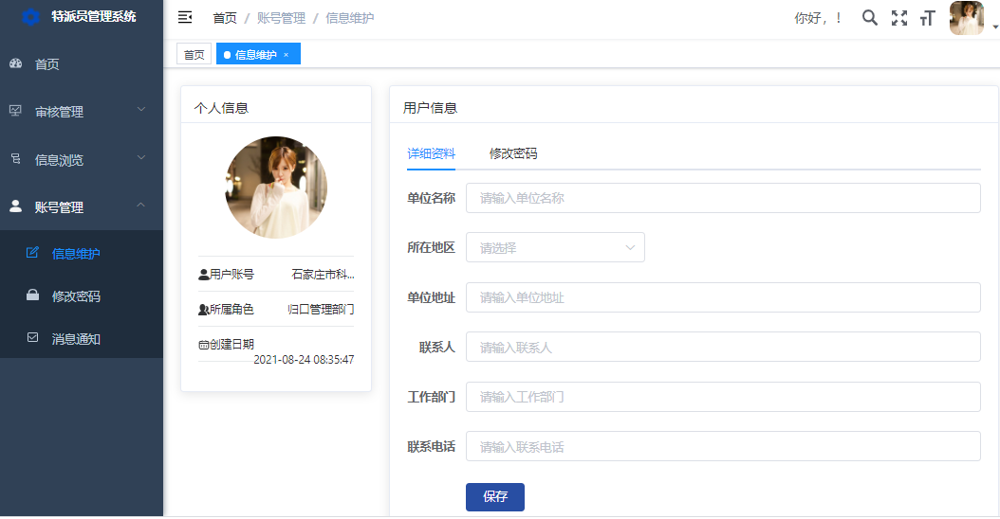 特派员管理系统
首页 / 账号管理 / 信息维护
你好，！
首页
审核管理
信息浏览
账号管理
信息维护
修改密码
消息通知
首页
信息维护 ×
个人信息
用户账号 石家庄市科...
所属角色 归口管理部门
创建日期
2021-08-24 08:35:47
用户信息
详细资料 修改密码
单位名称 请输入单位名称
所在地区 请选择
单位地址 请输入单位地址
联系人 请输入联系人
工作部门 请输入工作部门
联系电话 请输入联系电话
保存